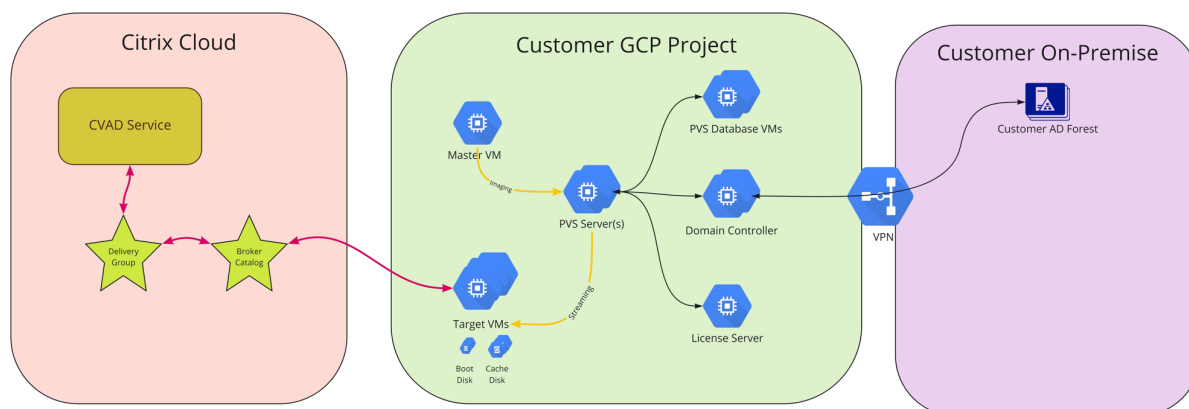 Citrix Cloud
CVAD Service
Delivery
Group
Broker
Catalog
Customer GCP Project
Master VM
Imaging
PVS Server(s)
Streaming
Target VMs
Boot
Disk
Cache
Disk
PVS Database VMs
Domain Controller
License Server
VPN
Customer On-Premise
Customer AD Forest